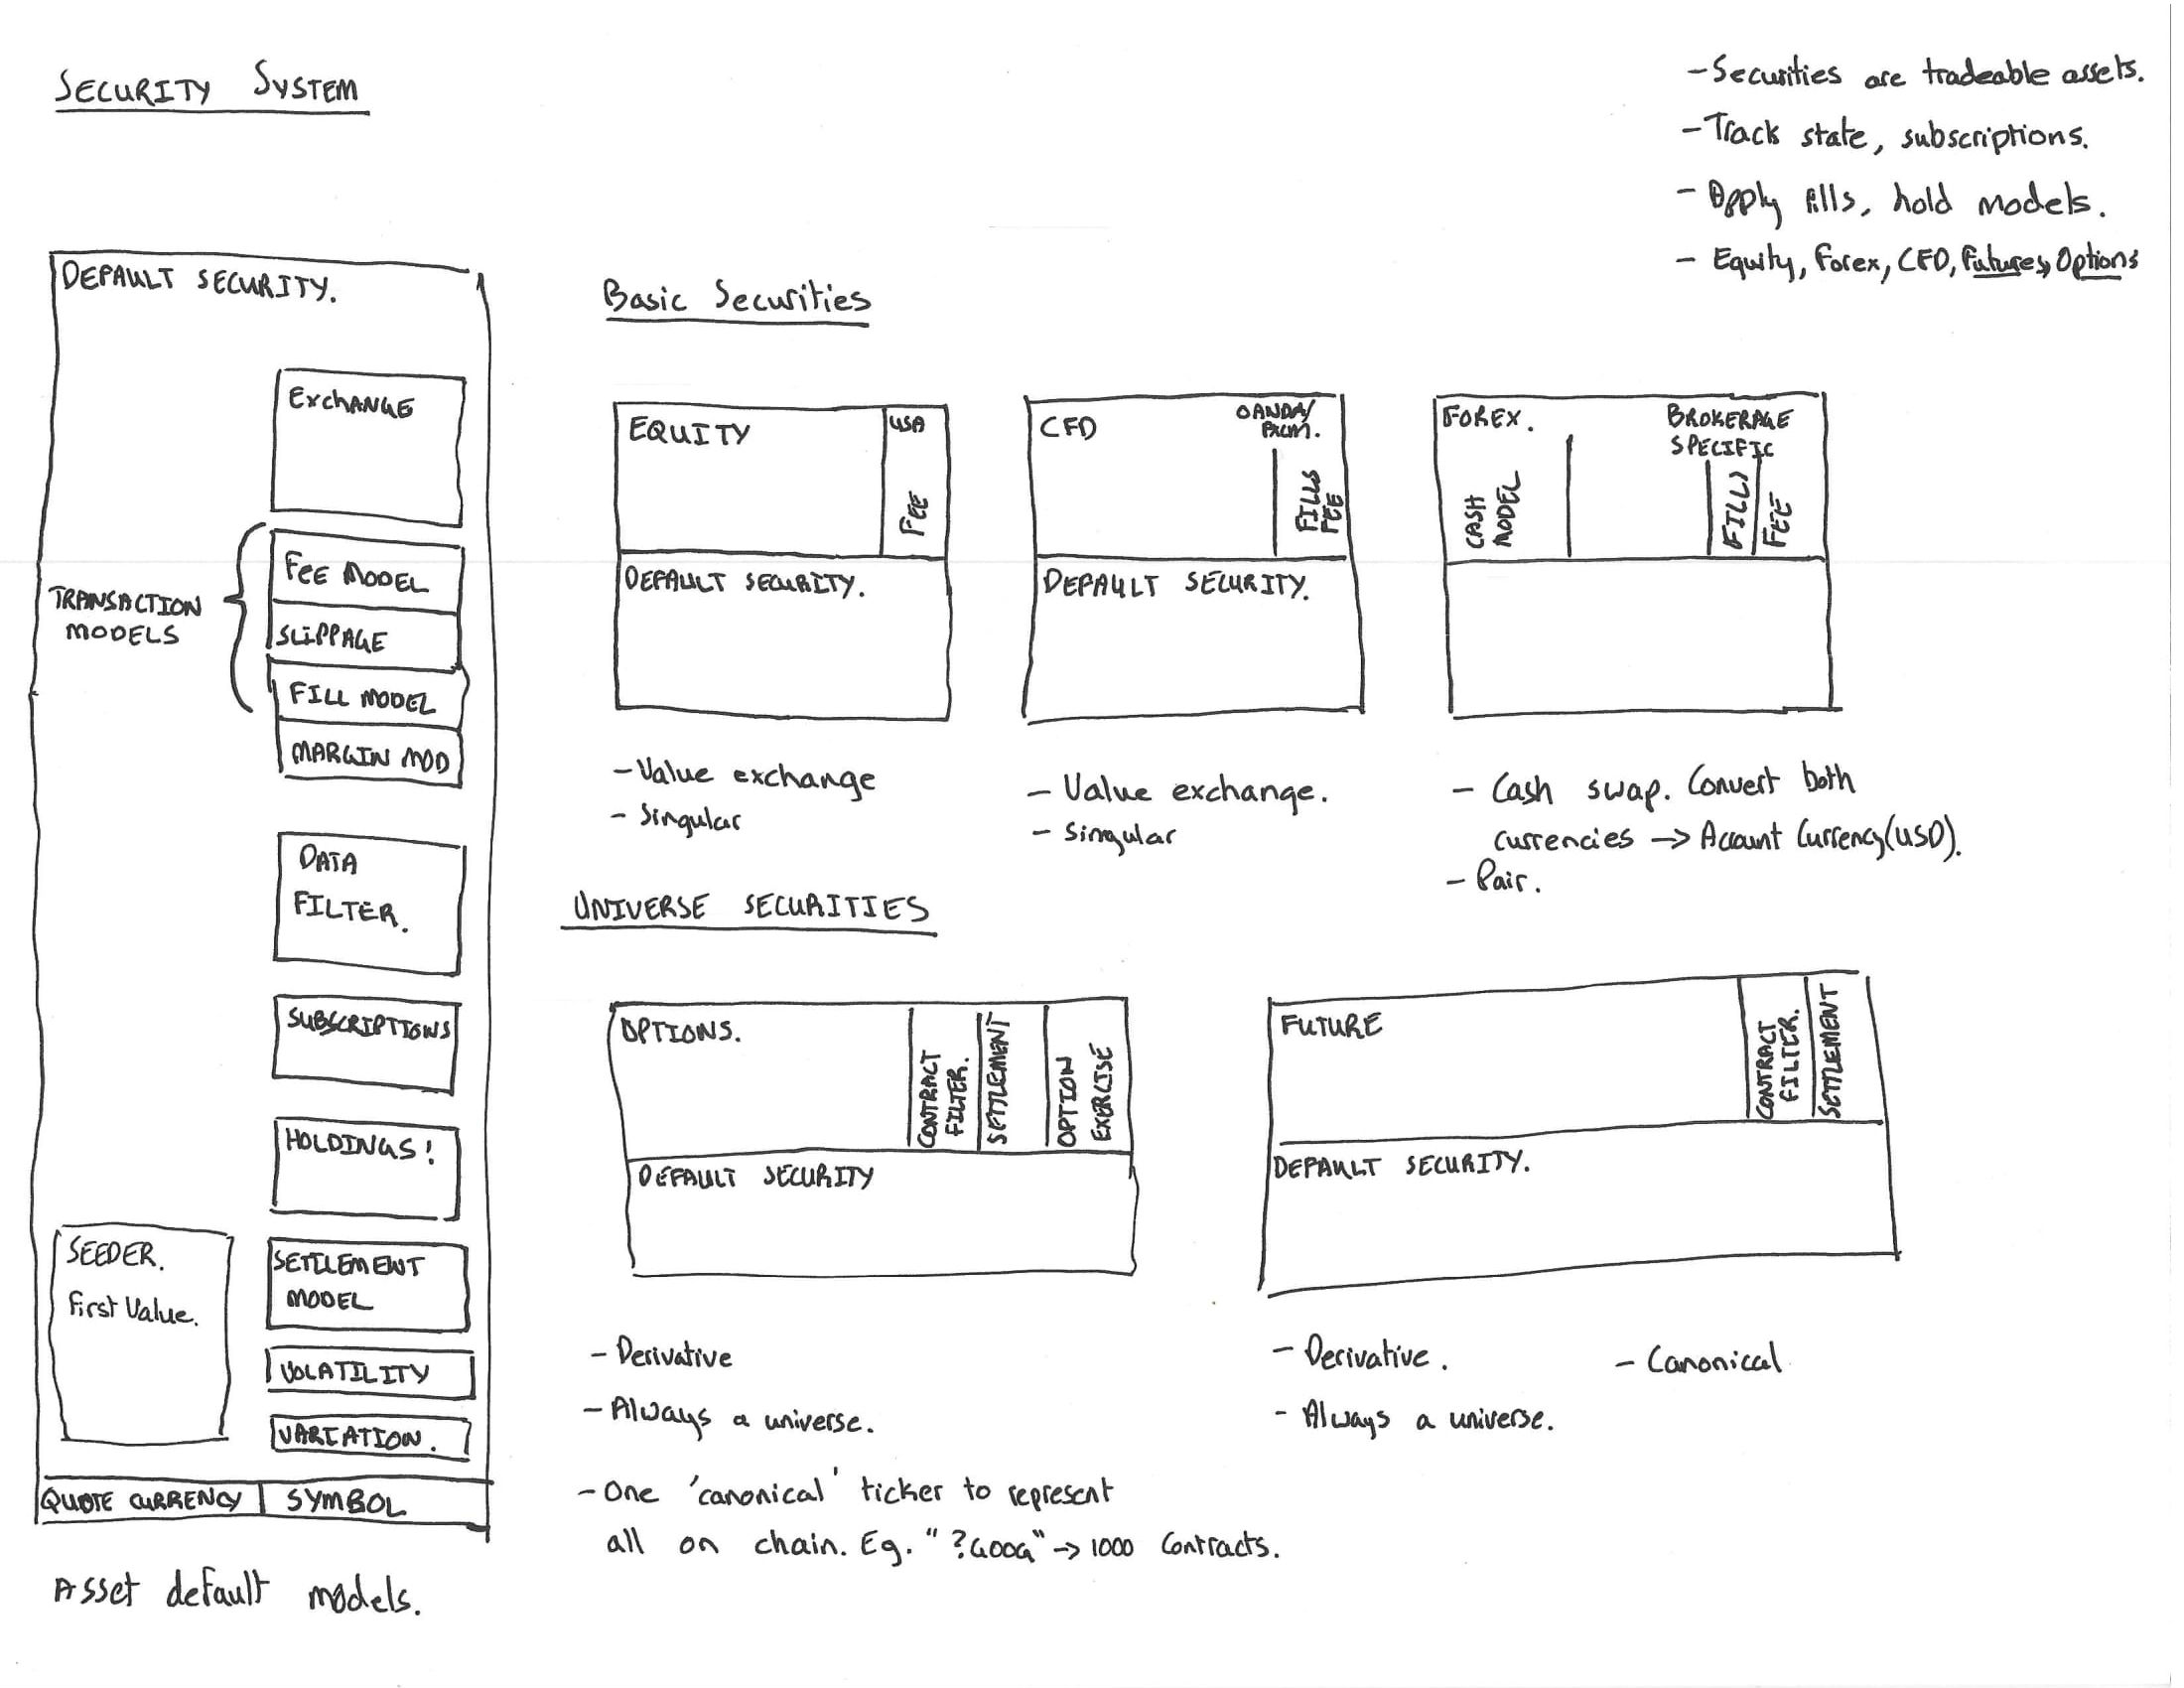 SECURITY SYSTEM
- Securities are tradeable assets.
- Track state, subscriptions.
- Apply fills, hold models.
- Equity, Forex, CFD, Futures, Options
DEFAULT SECURITY.
Exchange
TRANSACTION
MODELS
FEE MODEL
SLIPPAGE
FILL MODEL
MARGIN MOD
DATA
FILTER.
SUBSCRIPTIONS
HOLDINGS!
SEEDER.
First Value.
SETTLEMENT
MODEL
VOLATILITY
VARIATION.
QUOTE CURRENCY
SYMBOL
Asset default models.
Basic Securities
EQUITY
USA
FEE
DEFAULT SECURITY.
- Value exchange
- Singular
CFD
OANDA/
FXCM.
FILLS
FEE
DEFAULT SECURITY.
- Value exchange.
- Singular
FOREX.
BROKERAGE
SPECIFIC
CASH
MODEL
FILL
FEE
- Cash swap. Convert both
currencies → Account Currency (USD).
- Pair.
UNIVERSE SECURITIES
OPTIONS.
CONTRACT
FILTER.
SETTLEMENT
OPTION
EXERCISE
DEFAULT SECURITY
- Derivative
- Always a universe.
- One 'canonical' ticker to represent
all on chain. Eg. "?GOOG" → 1000 Contracts.
FUTURE
CONTRACT
FILTER.
SETTLEMENT
DEFAULT SECURITY.
- Derivative.
- Canonical
- Always a universe.